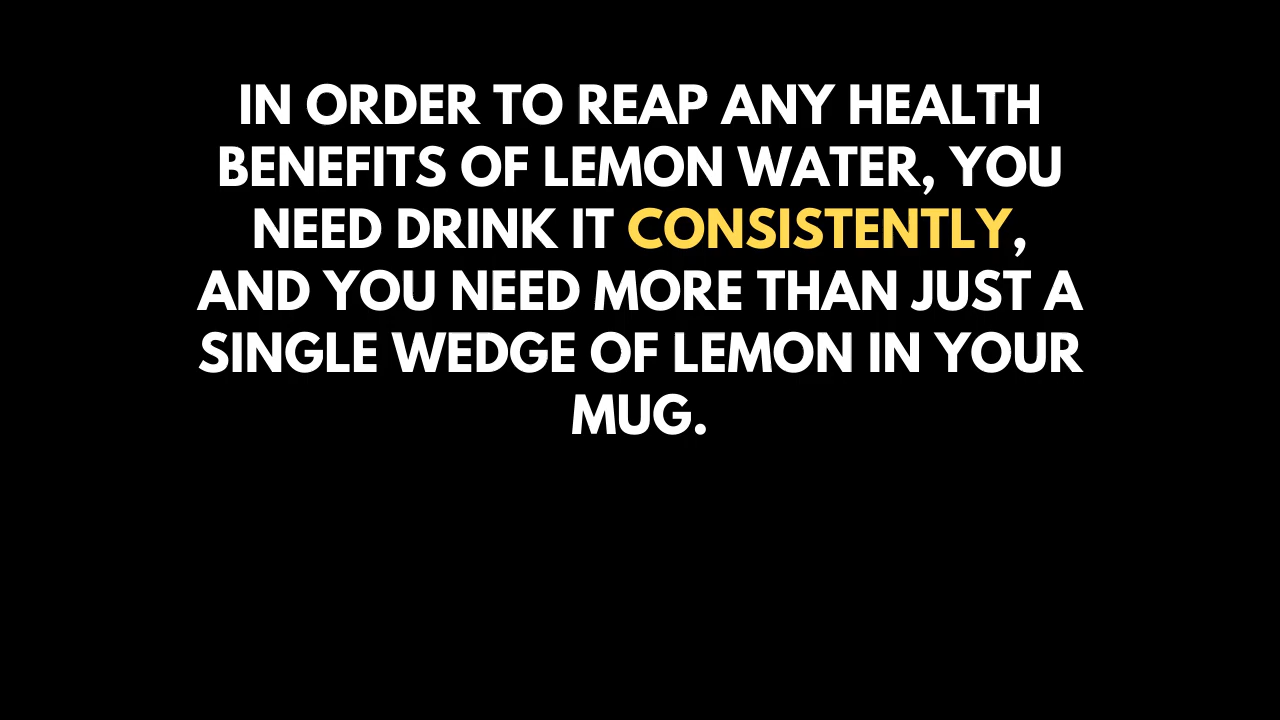 IN ORDER TO REAP ANY HEALTH
BENEFITS OF LEMON WATER, YOU
NEED DRINK IT CONSISTENTLY,
AND YOU NEED MORE THAN JUST A
SINGLE WEDGE OF LEMON IN YOUR
MUG.